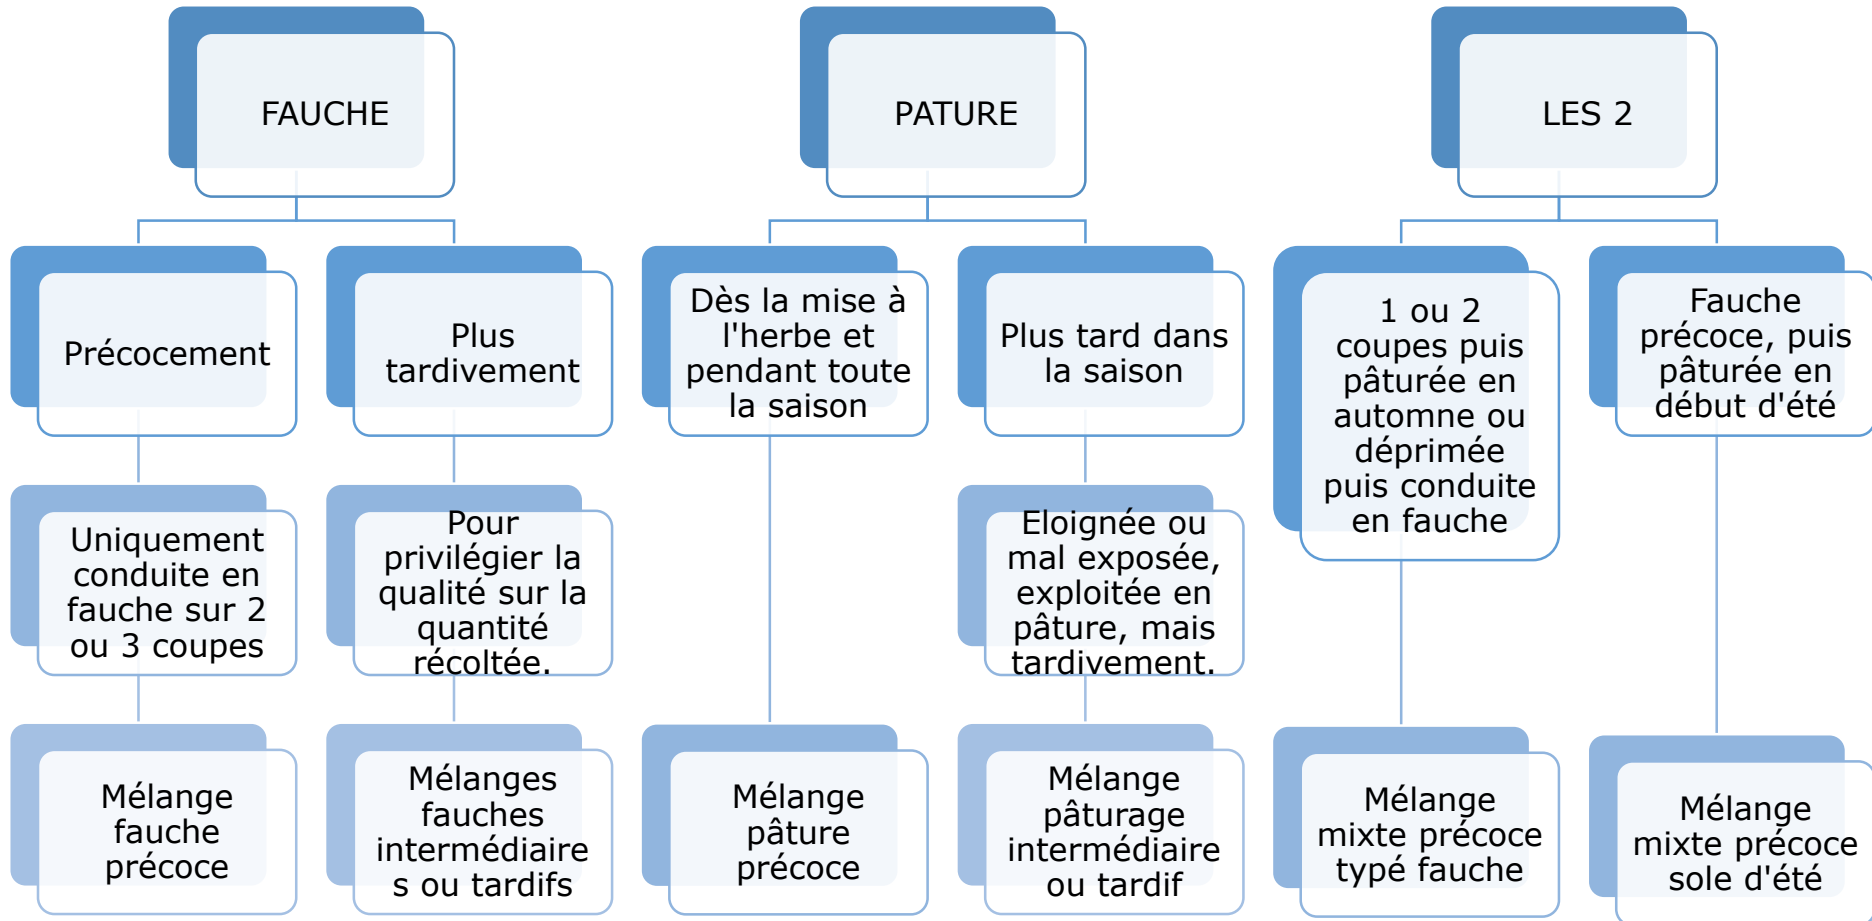 FAUCHE
PATURE
LES 2
Précocement
Plus
tardivement
Dès la mise à
l'herbe et
pendant toute
la saison
Plus tard dans
la saison
1 ou 2
coupes puis
pâturée en
automne ou
déprimée
puis conduite
en fauche
Fauche
précoce, puis
pâturée en
début d'été
Uniquement
conduite en
fauche sur 2
ou 3 coupes
Pour
privilégier la
qualité sur la
quantité
récoltée.
Eloignée ou
mal exposée,
exploitée en
pâture, mais
tardivement.
Mélange
fauche
précoce
Mélanges
fauches
intermédiaire
s ou tardifs
Mélange
pâture
précoce
Mélange
pâturage
intermédiaire
ou tardif
Mélange
mixte précoce
typé fauche
Mélange
mixte précoce
sole d'été